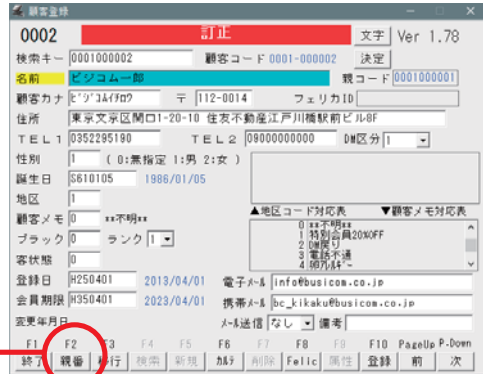 顧客登録
0002 訂正 文字 Ver 1.78
検索キー 0001000002 顧客コード 0001-000002 決定
名前 ビジコム一郎 親コード 0001000001
顧客カナ ﾋﾞｼﾞｺﾑｲﾁﾛｳ 〒 112-0014 フェリカID
住所 東京文京区関口1-20-10 住友不動産江戸川橋駅前ビル8F
TEL1 0352295190 TEL2 09000000000 DM区分 1
性別 1 ( 0:無指定 1:男 2:女 )
誕生日 S610105 1986/01/05
地区 1
▲地区コード対応表 ▼顧客メモ対応表
顧客メモ 0 **不明**
0 **不明**
1 特別会員20%OFF
2 DM戻り
3 電話不通
ブラック 0 ランク 1
客状態 0
登録日 H250401 2013/04/01 電子ﾒｰﾙ info@busicom.co.jp
会員期限 H350401 2023/04/01 携帯ﾒｰﾙ bc_kikaku@busicom.co.jp
変更年月日 ﾒｰﾙ送信 なし 備考
F1 F2 F3 F4 F5 F6 F7 F8 F9 F10 PageUp P-Down
終了 親番 移行 検索 新規 ｶﾙﾃ 削除 Felic 属性 登録 前 次